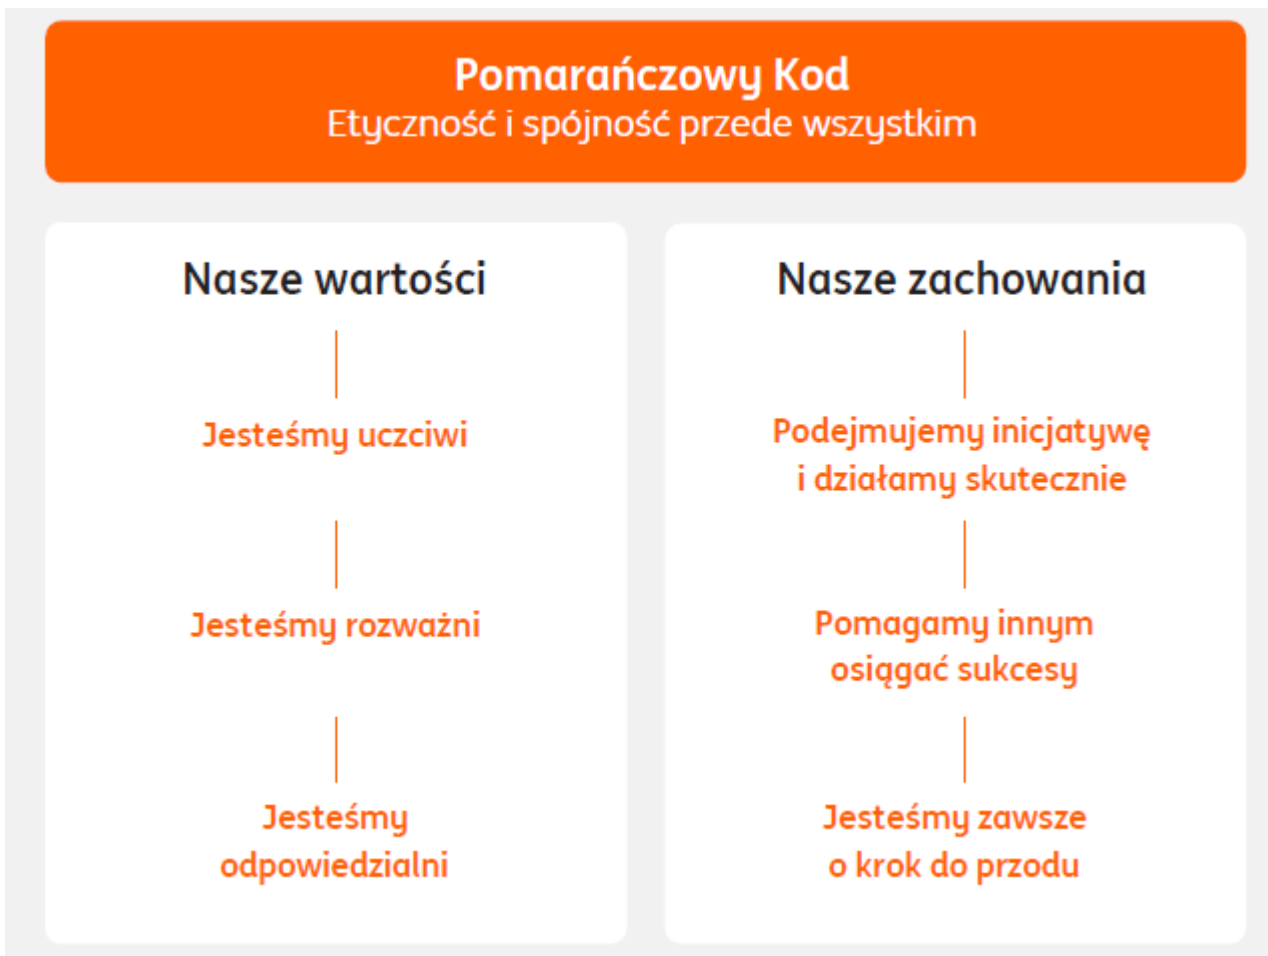 Pomarańczowy Kod
Etyczność i spójność przede wszystkim
Nasze wartości
Jesteśmy uczciwi
Jesteśmy rozważni
Jesteśmy
odpowiedzialni
Nasze zachowania
Podejmujemy inicjatywę
i działamy skutecznie
Pomagamy innym
osiągać sukcesy
Jesteśmy zawsze
o krok do przodu